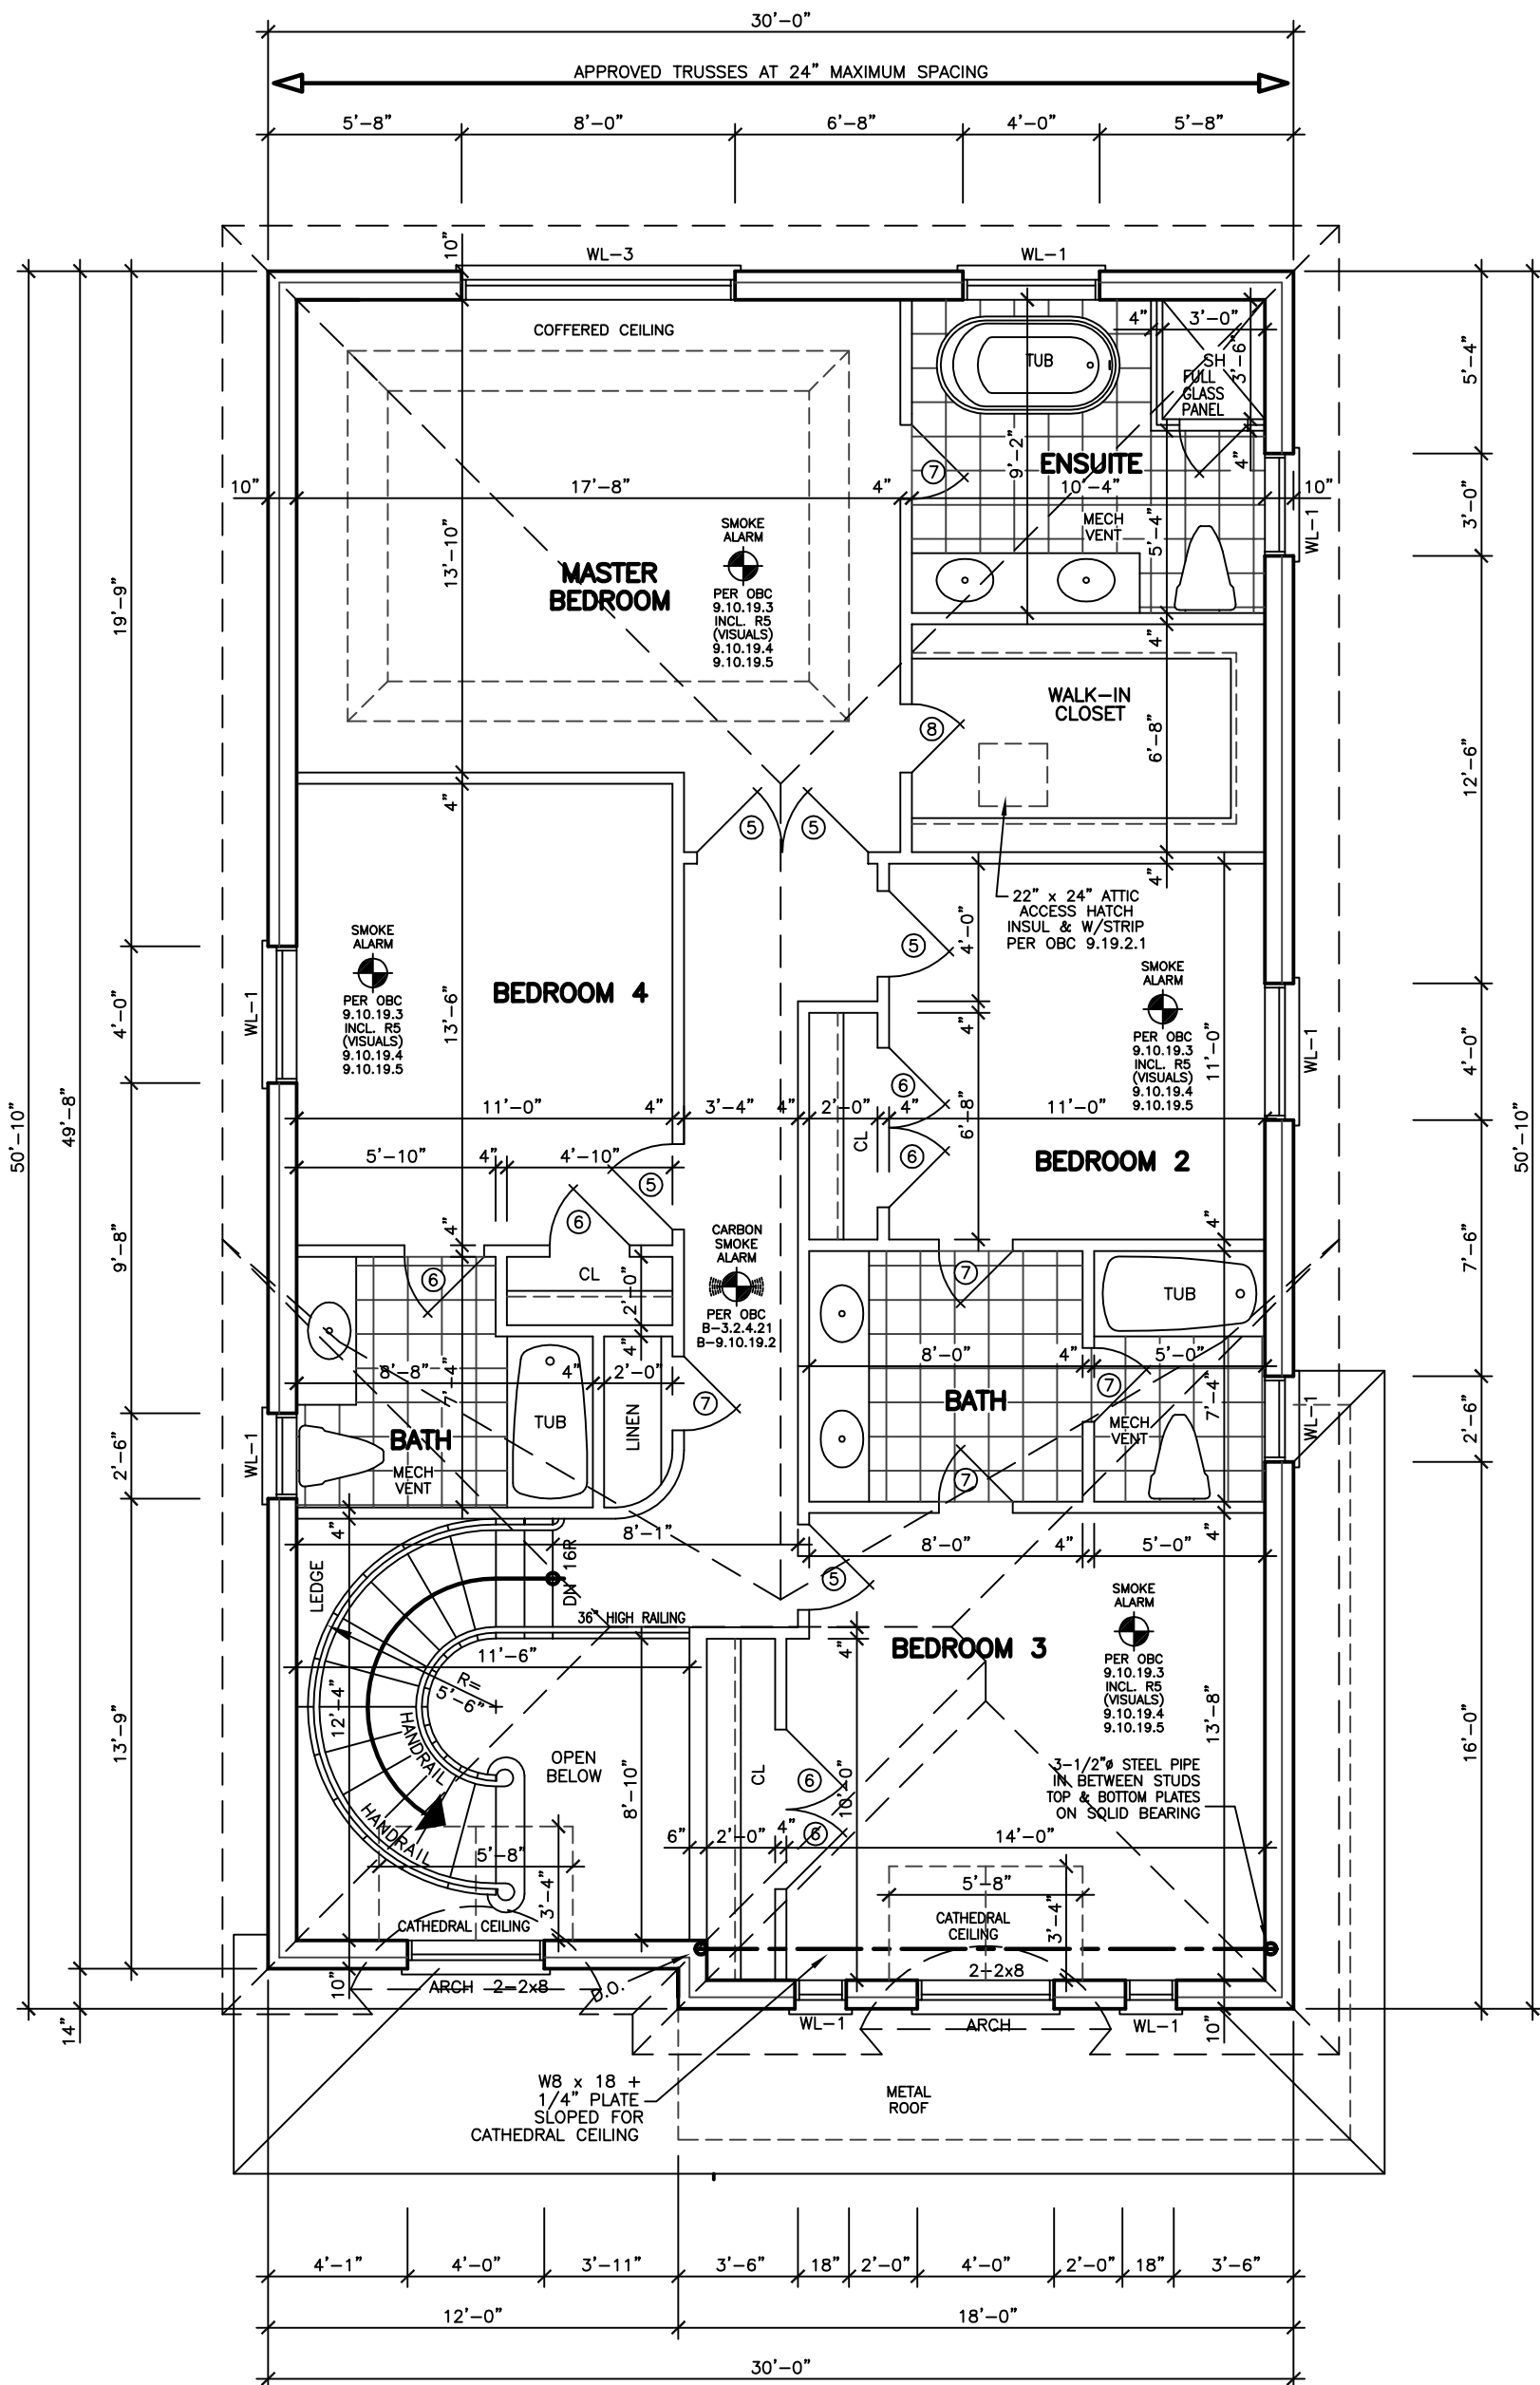 30'-0"
APPROVED TRUSSES AT 24" MAXIMUM SPACING
5'-8" 8'-0" 6'-8" 4'-0" 5'-8"
10"
WL-3
WL-1
COFFERED CEILING
4" 3'-0"
TUB
3'-6"
SH
FULL
GLASS
PANEL
5'-4"
9'-2"
ENSUITE
4"
7
10" 17'-8" 4" 10'-4" 10"
3'-0"
WL-1
MECH
VENT
5'-4"
SMOKE
ALARM
13'-10"
MASTER
BEDROOM
PER OBC
9.10.19.3
INCL. R5
(VISUALS)
9.10.19.4
9.10.19.5
19'-9"
4"
WALK-IN
CLOSET
8
6'-8"
12'-6"
4"
5 5
4"
22" x 24" ATTIC
ACCESS HATCH
INSUL & W/STRIP
PER OBC 9.19.2.1
4'-0"
5
SMOKE
ALARM
PER OBC
9.10.19.3
INCL. R5
(VISUALS)
9.10.19.4
9.10.19.5
WL-1
4'-0"
BEDROOM 4
13'-6"
SMOKE
ALARM
PER OBC
9.10.19.3
INCL. R5
(VISUALS)
9.10.19.4
9.10.19.5
11'-0"
4"
WL-1
4'-0"
6
11'-0" 4" 3'-4" 4" 2'-0" 4" 11'-0"
6'-8"
CL
6
50'-10"
49'-8"
50'-10"
5'-10" 4" 4'-10"
5
BEDROOM 2
6
4"
4"
9'-8"
7'-6"
CARBON
SMOKE
ALARM
PER OBC
B-3.2.4.21
B-9.10.19.2
6
CL
2'-0"
4"
7
TUB
8'-8" 4" 2'-0"
7'-4"
8'-0" 4" 5'-0"
7
7
7'-4"
TUB
LINEN
BATH
MECH
VENT
WL-1
2'-6"
BATH
MECH
VENT
WL-1
2'-6"
7
4"
8'-1"
4"
8'-0" 4" 5'-0"
LEDGE
DN 16R
5
36" HIGH RAILING
SMOKE
ALARM
PER OBC
9.10.19.3
INCL. R5
(VISUALS)
9.10.19.4
9.10.19.5
4"
BEDROOM 3
11'-6"
R=
5'-6"
12'-4"
HANDRAIL
HANDRAIL
13'-9"
13'-8"
16'-0"
OPEN
BELOW
8'-10"
CL
6
10'-0"
3-1/2"ø STEEL PIPE
IN BETWEEN STUDS
TOP & BOTTOM PLATES
ON SOLID BEARING
6" 2'-0" 4" 14'-0"
6
5'-8"
3'-4"
CATHEDRAL CEILING
5'-8"
3'-4"
CATHEDRAL
CEILING
10"
ARCH 2-2x8
D.O.
2-2x8
14"
WL-1 ARCH WL-1
10"
W8 x 18 +
1/4" PLATE
SLOPED FOR
CATHEDRAL CEILING
METAL
ROOF
4'-1" 4'-0" 3'-11" 3'-6" 18" 2'-0" 4'-0" 2'-0" 18" 3'-6"
12'-0" 18'-0"
30'-0"